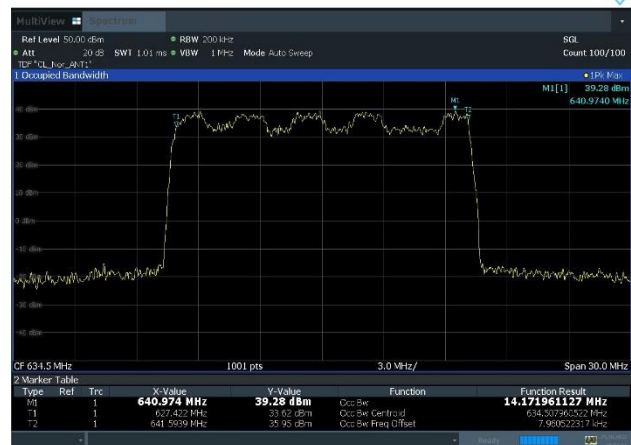 MultiView Spectrum
Ref Level 50.00 dBm RBW 200 kHz SGL
Att 20 dB SWT 1.01 ms VBW 1 MHz Mode Auto Sweep Count 100/100
TDF "CL_Nor_ANT1"
1 Occupied Bandwidth 1Pk Max
M1[1] 39.28 dBm
640.9740 MHz
M1
T1 T2
40 dBm
30 dBm
20 dBm
10 dBm
0 dBm
-10 dBm
-20 dBm
-30 dBm
-40 dBm
CF 634.5 MHz 1001 pts 3.0 MHz/ Span 30.0 MHz
2 Marker Table
Type Ref Trc X-Value Y-Value Function Function Result
M1 1 640.974 MHz 39.28 dBm Occ Bw 14.171961127 MHz
T1 1 627.422 MHz 33.62 dBm Occ Bw Centroid 634.507960522 MHz
T2 1 641.5939 MHz 35.95 dBm Occ Bw Freq Offset 7.960522317 kHz
Ready